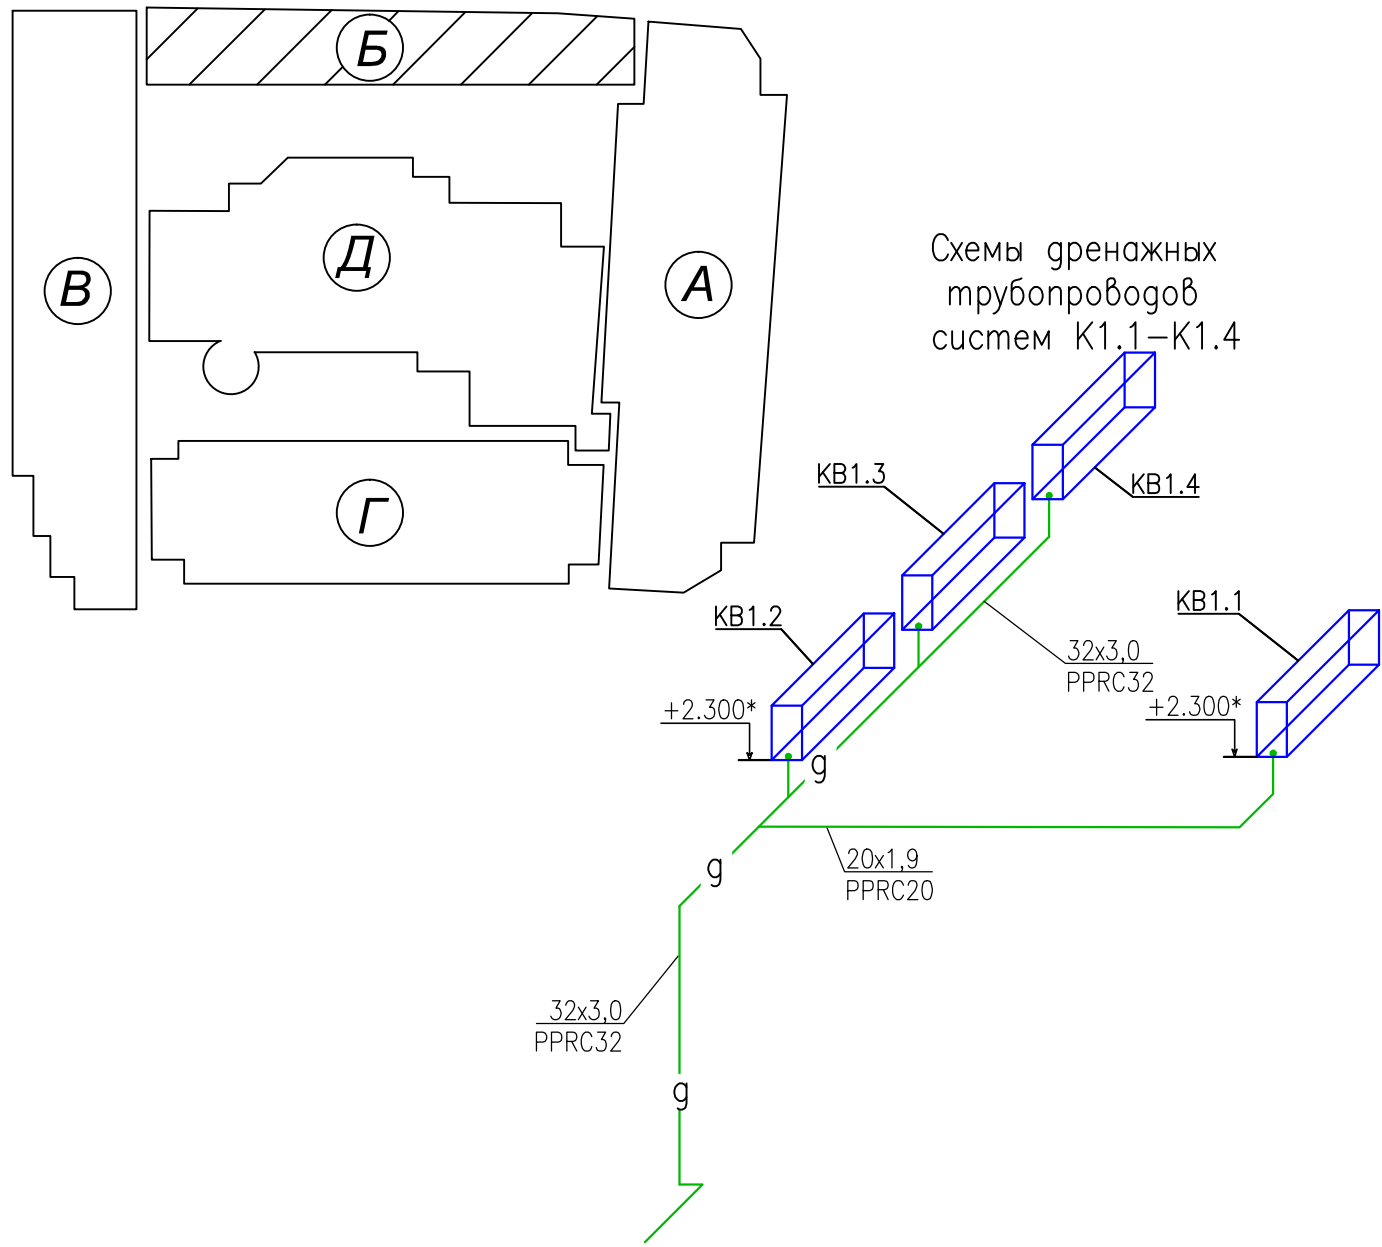 Б
Д
В
А
Г
Схемы дренажных
трубопроводов
систем К1.1-К1.4
КВ1.3
КВ1.4
КВ1.2
КВ1.1
32х3,0
PPRC32
+2.300*
+2.300*
д
20х1,9
PPRC20
д
32х3,0
PPRC32
д